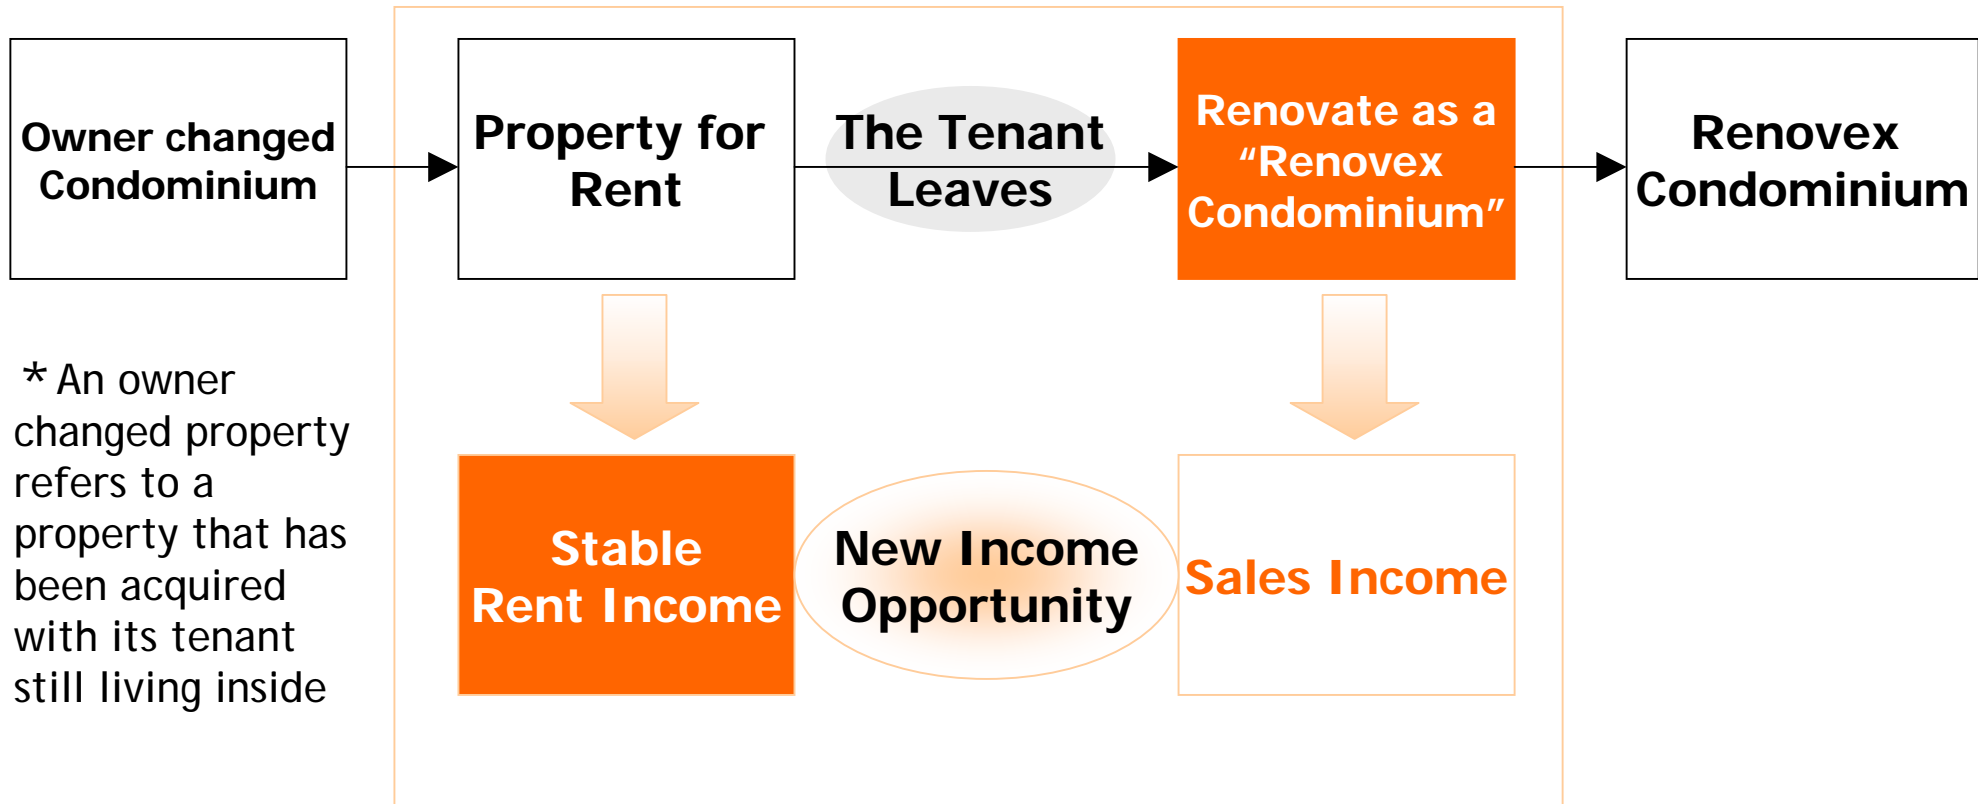 Owner changed
Condominium
Property for
Rent
The Tenant
Leaves
Renovate as a
“Renovex
Condominium”
Renovex
Condominium
* An owner
changed property
refers to a
property that has
been acquired
with its tenant
still living inside
Stable
Rent Income
New Income
Opportunity
Sales Income